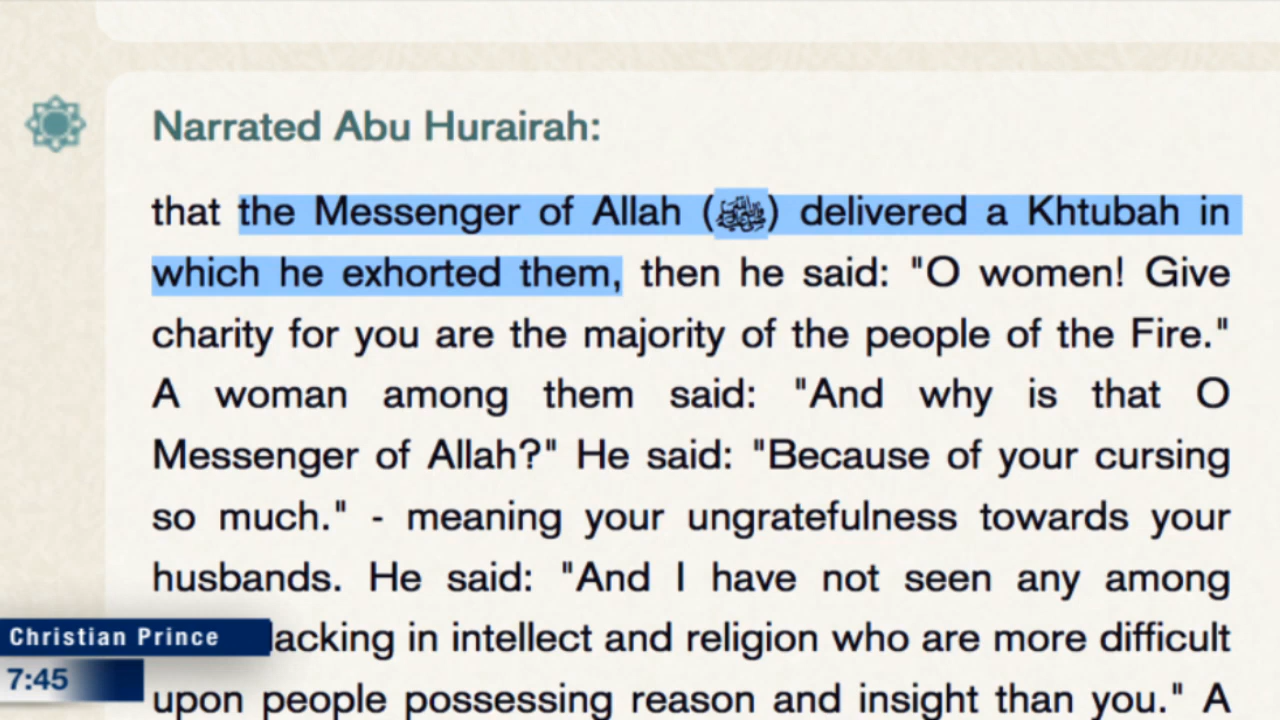 Narrated Abu Hurairah:
that the Messenger of Allah (ﷺ) delivered a Khtubah in
which he exhorted them, then he said: "O women! Give
charity for you are the majority of the people of the Fire."
A woman among them said: "And why is that O
Messenger of Allah?" He said: "Because of your cursing
so much." - meaning your ungratefulness towards your
husbands. He said: "And I have not seen any among
Christian Prince
acking in intellect and religion who are more difficult
7:45
upon people possessing reason and insight than you." A